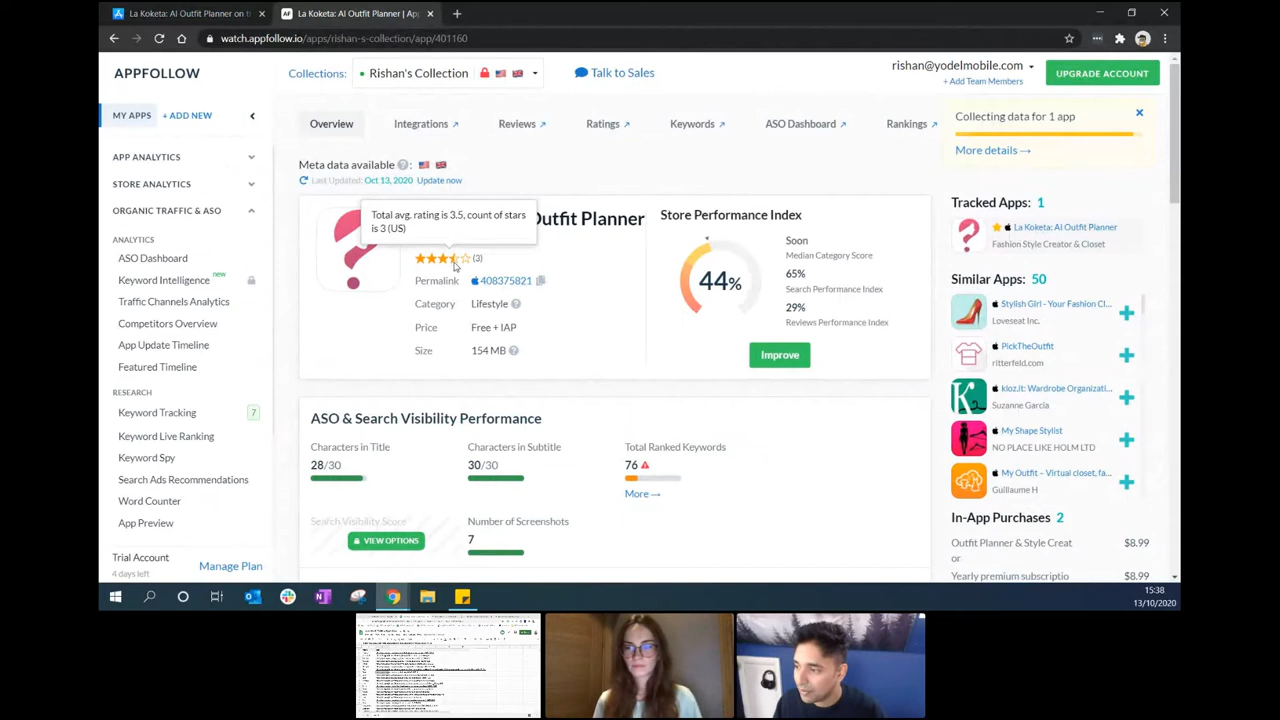 La Koketa: AI Outfit Planner on t
La Koketa: AI Outfit Planner | Ap
watch.appfollow.io/apps/rishan-s-collection/app/401160
APPFOLLOW
Collections:
Rishan's Collection
Talk to Sales
rishan@yodelmobile.com
+ Add Team Members
UPGRADE ACCOUNT
MY APPS
+ ADD NEW
Overview
Integrations
Reviews
Ratings
Keywords
ASO Dashboard
Rankings
Collecting data for 1 app
More details →
APP ANALYTICS
STORE ANALYTICS
ORGANIC TRAFFIC & ASO
ANALYTICS
ASO Dashboard
Keyword Intelligence new
Traffic Channels Analytics
Competitors Overview
App Update Timeline
Featured Timeline
RESEARCH
Keyword Tracking
7
Keyword Live Ranking
Keyword Spy
Search Ads Recommendations
Word Counter
App Preview
Trial Account
4 days left
Manage Plan
Meta data available ? :
Last Updated: Oct 13, 2020 Update now
Total avg. rating is 3.5, count of stars
is 3 (US)
Outfit Planner
(3)
Permalink
408375821
Category
Lifestyle ?
Price
Free + IAP
Size
154 MB ?
Store Performance Index
44%
Soon
Median Category Score
65%
Search Performance Index
29%
Reviews Performance Index
Improve
ASO & Search Visibility Performance
Characters in Title
28/30
Characters in Subtitle
30/30
Total Ranked Keywords
76
More →
Search Visibility Score
VIEW OPTIONS
Number of Screenshots
7
Tracked Apps: 1
La Koketa: AI Outfit Planner
Fashion Style Creator & Closet
Similar Apps: 50
Stylish Girl - Your Fashion Cl...
Loveseat Inc.
PickTheOutfit
ritterfeld.com
kloz.it: Wardrobe Organizati...
Suzanne Garcia
My Shape Stylist
NO PLACE LIKE HOLM LTD
My Outfit – Virtual closet, fa...
Guillaume H
In-App Purchases 2
Outfit Planner & Style Creat
or
$8.99
Yearly premium subscriptio
$8.99
15:38
13/10/2020